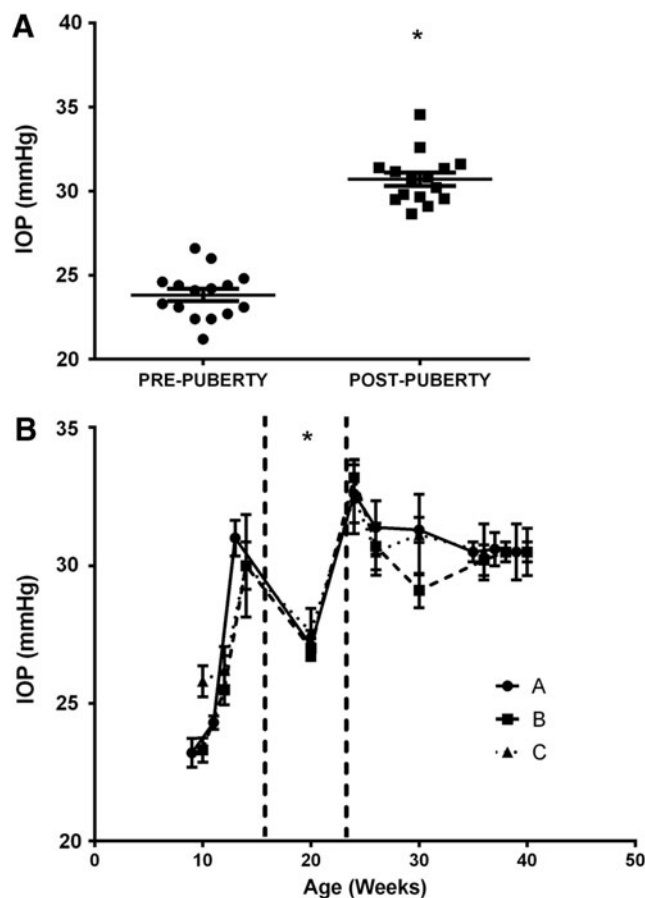 A
40
*
35
IOP (mmHg)
30
25
20
PRE-PUBERTY POST-PUBERTY
B
35
*
IOP (mmHg)
30
25
A
B
C
20
0 10 20 30 40 50
Age (Weeks)